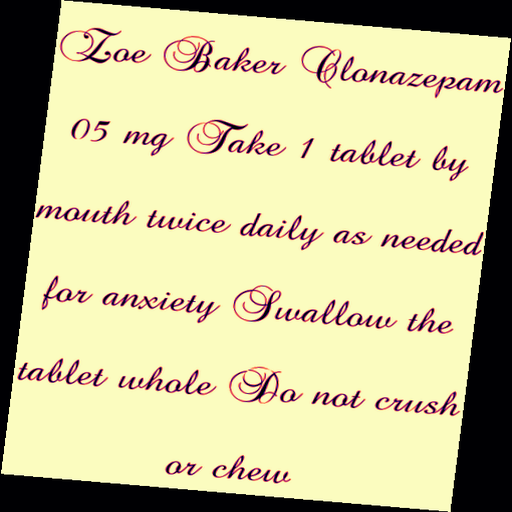 Zoe Baker Clonazepam
05 mg Take 1 tablet by
mouth twice daily as needed
for anxiety Swallow the
tablet whole Do not crush
or chew